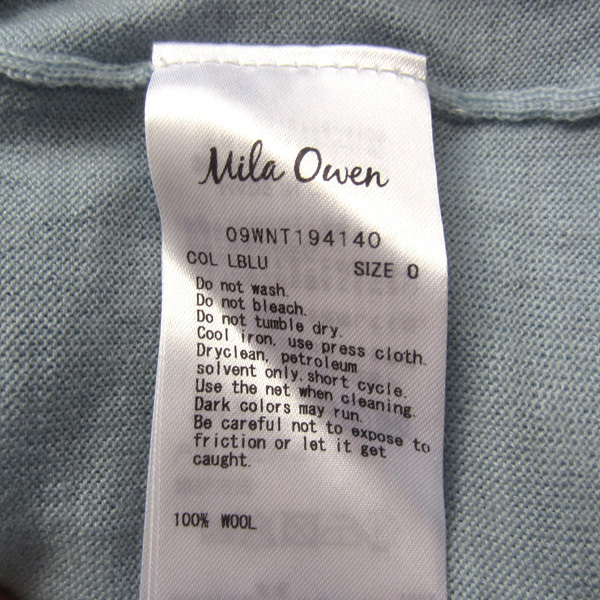 Mila Owen
09WNT194140
COL LBLU SIZE 0
Do not wash.
Do not bleach.
Do not tumble dry.
Cool iron, use press cloth.
Dryclean, petroleum
solvent only,short cycle.
Use the net when cleaning.
Dark colors may run.
Be careful not to expose to
friction or let it get
caught.
100% WOOL